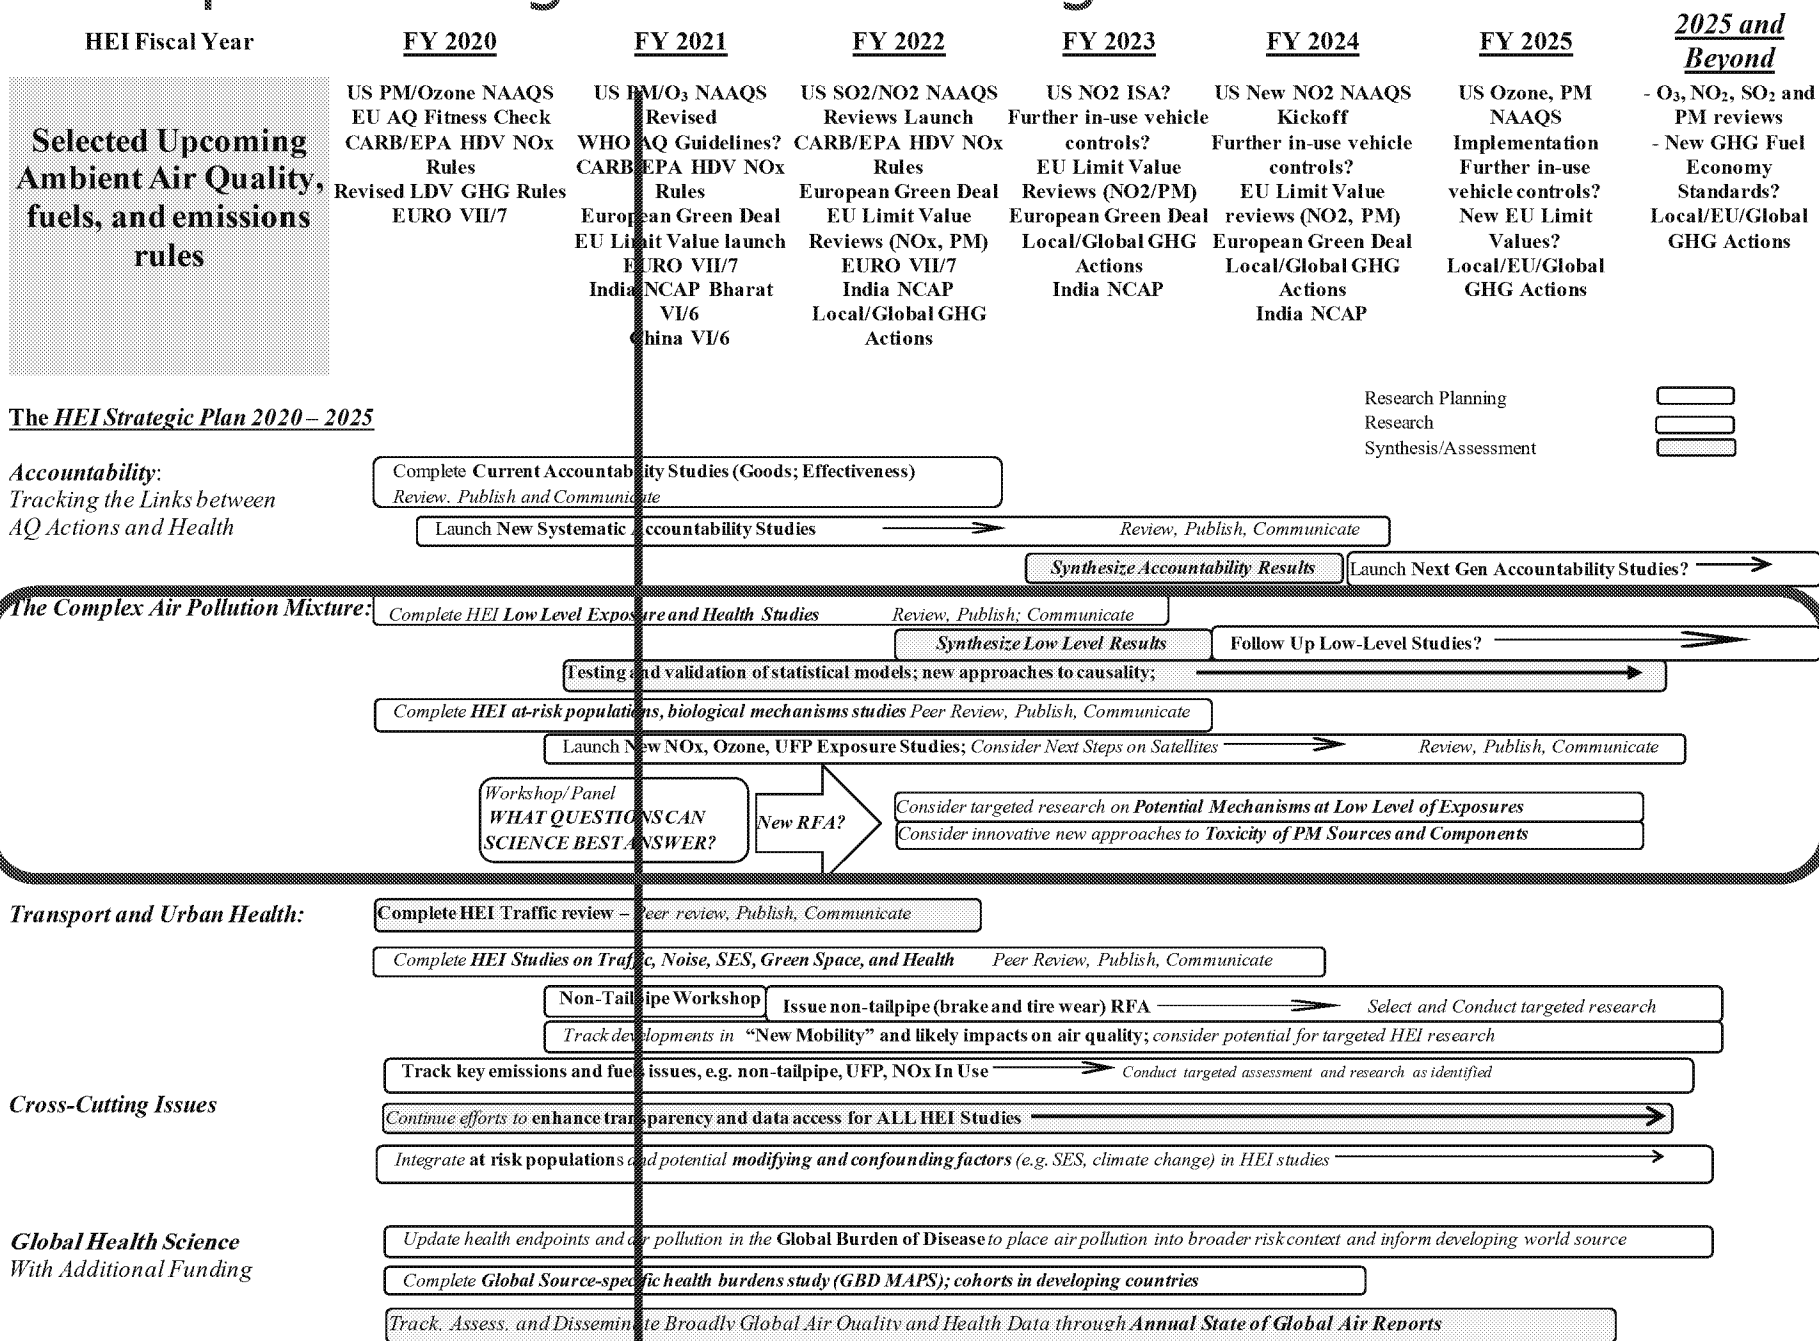 HEI Fiscal Year
FY 2020
FY 2021
FY 2022
FY 2023
FY 2024
FY 2025
2025 and
Beyond
Selected Upcoming
Ambient Air Quality,
fuels, and emissions
rules
US PM/Ozone NAAQS
EU AQ Fitness Check
CARB/EPA HDV NOx
Rules
Revised LDV GHG Rules
EURO VII/7
US PM/O3 NAAQS
Revised
WHO AQ Guidelines?
CARB/EPA HDV NOx
Rules
European Green Deal
EU Limit Value launch
EURO VII/7
India NCAP Bharat
VI/6
China VI/6
US SO2/NO2 NAAQS
Reviews Launch
CARB/EPA HDV NOx
Rules
European Green Deal
EU Limit Value
Reviews (NOx, PM)
EURO VII/7
India NCAP
Local/Global GHG
Actions
US NO2 ISA?
Further in-use vehicle
controls?
EU Limit Value
Reviews (NO2/PM)
European Green Deal
Local/Global GHG
Actions
India NCAP
US New NO2 NAAQS
Kickoff
Further in-use vehicle
controls?
EU Limit Value
reviews (NO2, PM)
European Green Deal
Local/Global GHG
Actions
India NCAP
US Ozone, PM
NAAQS
Implementation
Further in-use
vehicle controls?
New EU Limit
Values?
Local/EU/Global
GHG Actions
- O3, NO2, SO2 and
PM reviews
- New GHG Fuel
Economy
Standards?
Local/EU/Global
GHG Actions
Research Planning
Research
Synthesis/Assessment
The HEI Strategic Plan 2020 – 2025
Accountability:
Tracking the Links between
AQ Actions and Health
Complete Current Accountability Studies (Goods; Effectiveness)
Review. Publish and Communicate
Launch New Systematic Accountability Studies Review, Publish, Communicate
Synthesize Accountability Results
Launch Next Gen Accountability Studies?
The Complex Air Pollution Mixture:
Complete HEI Low Level Exposure and Health Studies Review, Publish; Communicate
Synthesize Low Level Results
Follow Up Low-Level Studies?
Testing and validation of statistical models; new approaches to causality;
Complete HEI at-risk populations, biological mechanisms studies Peer Review, Publish, Communicate
Launch New NOx, Ozone, UFP Exposure Studies; Consider Next Steps on Satellites Review, Publish, Communicate
Workshop/Panel
WHAT QUESTIONS CAN
SCIENCE BEST ANSWER?
New RFA?
Consider targeted research on Potential Mechanisms at Low Level of Exposures
Consider innovative new approaches to Toxicity of PM Sources and Components
Transport and Urban Health:
Complete HEI Traffic review – Peer review, Publish, Communicate
Complete HEI Studies on Traffic, Noise, SES, Green Space, and Health Peer Review, Publish, Communicate
Non-Tailpipe Workshop
Issue non-tailpipe (brake and tire wear) RFA Select and Conduct targeted research
Track developments in “New Mobility” and likely impacts on air quality; consider potential for targeted HEI research
Track key emissions and fuels issues, e.g. non-tailpipe, UFP, NOx In Use Conduct targeted assessment and research as identified
Cross-Cutting Issues
Continue efforts to enhance transparency and data access for ALL HEI Studies
Integrate at risk populations and potential modifying and confounding factors (e.g. SES, climate change) in HEI studies
Global Health Science
With Additional Funding
Update health endpoints and air pollution in the Global Burden of Disease to place air pollution into broader risk context and inform developing world source
Complete Global Source-specific health burdens study (GBD MAPS); cohorts in developing countries
Track, Assess, and Disseminate Broadly Global Air Quality and Health Data through Annual State of Global Air Reports